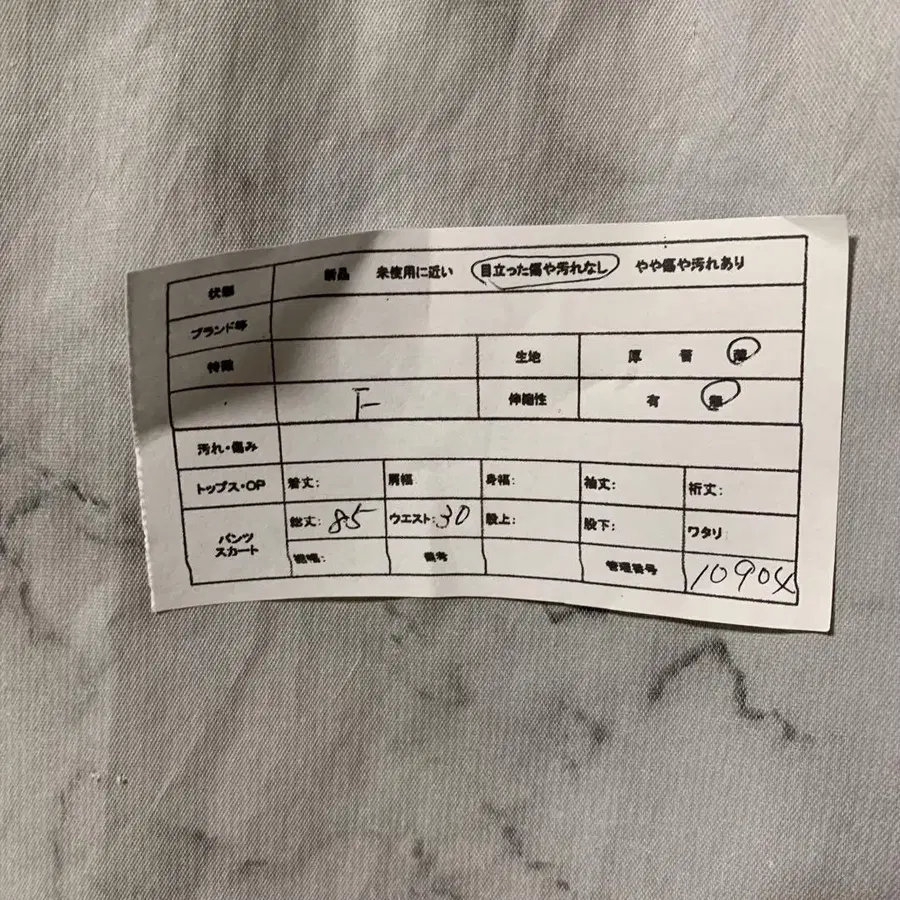 状態 新品 未使用に近い 目立った傷や汚れなし やや傷や汚れあり
ブランド等
特徴 生地 厚 普 薄
F 伸縮性 有 無
汚れ・傷み
トップス・OP 着丈: 肩幅 身幅: 袖丈: 裄丈:
パンツ スカート 総丈: 85 ウエスト: 30 股上: 股下: ワタリ
裾幅: 備考 管理番号 10904